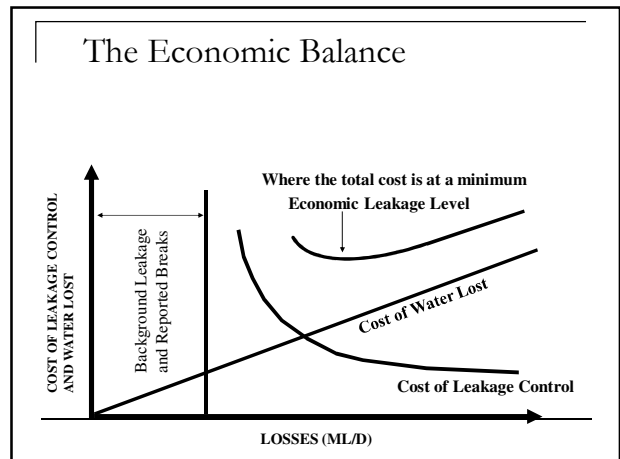 The Economic Balance
COST OF LEAKAGE CONTROL
AND WATER LOST
Background Leakage
and Reported Breaks
Where the total cost is at a minimum
Economic Leakage Level
Cost of Water Lost
Cost of Leakage Control
LOSSES (ML/D)